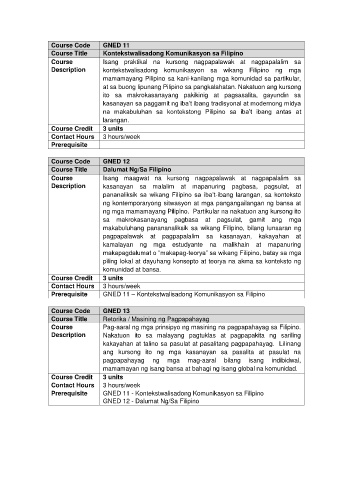 Course Code GNED 11
Course Title Kontekstwalisadong Komunikasyon sa Filipino
Course Isang praktikal na kursong nagpapalawak at nagpapalalim sa
Description kontekstwalisadong komunikasyon sa wikang Filipino ng mga
mamamayang Pilipino sa kani-kanilang mga komunidad sa partikular,
at sa buong lipunang Pilipino sa pangkalahatan. Nakatuon ang kursong
ito sa makrokasanayang pakikinig at pagsasalita, gayundin sa
kasanayan sa paggamit ng iba't ibang tradisyonal at modernong midya
na makabuluhan sa kontekstong Pilipino sa iba't ibang antas at
larangan.
Course Credit 3 units
Contact Hours 3 hours/week
Prerequisite
Course Code GNED 12
Course Title Dalumat Ng/Sa Filipino
Course Isang maagwat na kursong nagpapalawak at nagpapalalim sa
Description kasanayan sa malalim at mapanuring pagbasa, pagsulat, at
pananaliksik sa wikang Filipino sa iba't-ibang larangan, sa konteksto
ng kontemporaryong sitwasyon at mga pangangailangan ng bansa at
ng mga mamamayang Pilipino. Partikular na nakatuon ang kursong ito
sa makrokasanayang pagbasa at pagsulat, gamit ang mga
makabuluhang panananaliksik sa wikang Filipino, bilang lunsaran ng
pagpapalawak at pagpapalalim sa kasanayan, kakayahan at
kamalayan ng mga estudyante na malikhain at mapanuring
makapagdalumat o "makapag-teorya" sa wikang Filipino, batay sa mga
piling lokal at dayuhang konsepto at teorya na akma sa konteksto ng
komunidad at bansa.
Course Credit 3 units
Contact Hours 3 hours/week
Prerequisite GNED 11 – Kontekstwalisadong Komunikasyon sa Filipino
Course Code GNED 13
Course Title Retorika / Masining ng Pagpapahayag
Course Pag-aaral ng mga prinsipyo ng masining na pagpapahayag sa Filipino.
Description Nakatuon ito sa malayang pagtuklas at pagpapakita ng sariling
kakayahan at talino sa pasulat at pasalitang pagpapahayag. Lilinang
ang kursong ito ng mga kasanayan sa pasalita at pasulat na
pagpapahayag ng mga mag-aaral bilang isang indibidwal,
mamamayan ng isang bansa at bahagi ng isang global na komunidad.
Course Credit 3 units
Contact Hours 3 hours/week
Prerequisite GNED 11 - Kontekstwalisadong Komunikasyon sa Filipino
GNED 12 - Dalumat Ng/Sa Filipino